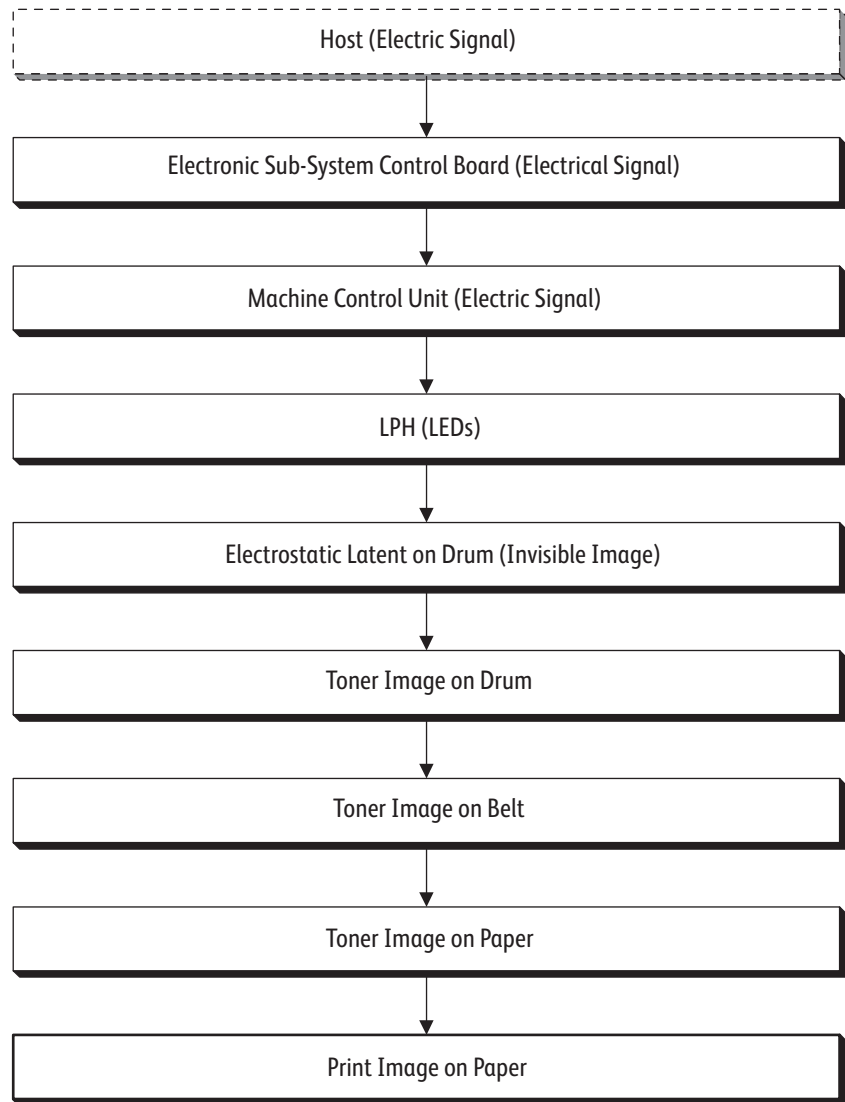 Host (Electric Signal)
Electronic Sub-System Control Board (Electrical Signal)
Machine Control Unit (Electric Signal)
LPH (LEDs)
Electrostatic Latent on Drum (Invisible Image)
Toner Image on Drum
Toner Image on Belt
Toner Image on Paper
Print Image on Paper